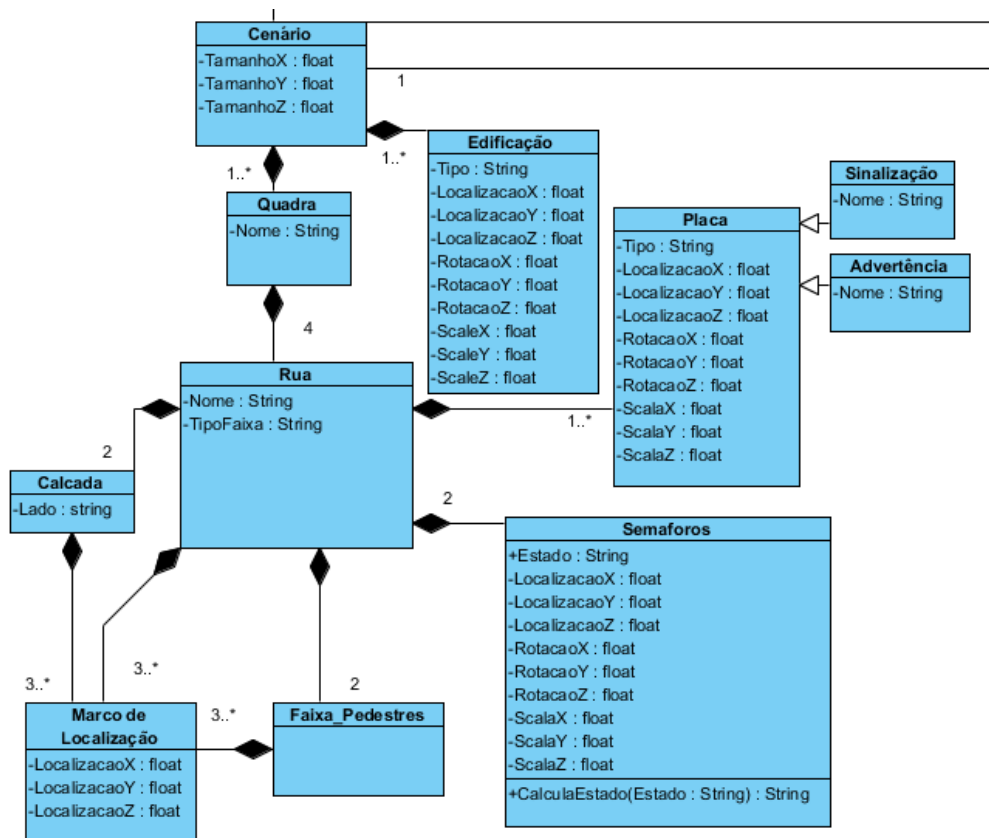 Cenário
-TamanhoX : float
-TamanhoY : float
-TamanhoZ : float
1
1..*
1..*
Edificação
-Tipo : String
-LocalizacaoX : float
-LocalizacaoY : float
-LocalizacaoZ : float
-RotacaoX : float
-RotacaoY : float
-RotacaoZ : float
-ScaleX : float
-ScaleY : float
-ScaleZ : float
Sinalização
-Nome : String
Quadra
-Nome : String
Placa
-Tipo : String
-LocalizacaoX : float
-LocalizacaoY : float
-LocalizacaoZ : float
-RotacaoX : float
-RotacaoY : float
-RotacaoZ : float
-ScalaX : float
-ScalaY : float
-ScalaZ : float
Advertência
-Nome : String
4
Rua
-Nome : String
-TipoFaixa : String
1..*
2
Calcada
-Lado : string
2
Semaforos
+Estado : String
-LocalizacaoX : float
-LocalizacaoY : float
-LocalizacaoZ : float
-RotacaoX : float
-RotacaoY : float
-RotacaoZ : float
-ScalaX : float
-ScalaY : float
-ScalaZ : float
+CalculaEstado(Estado : String) : String
3..*
3..*
2
Marco de
Localização
-LocalizacaoX : float
-LocalizacaoY : float
-LocalizacaoZ : float
3..*
Faixa_Pedestres